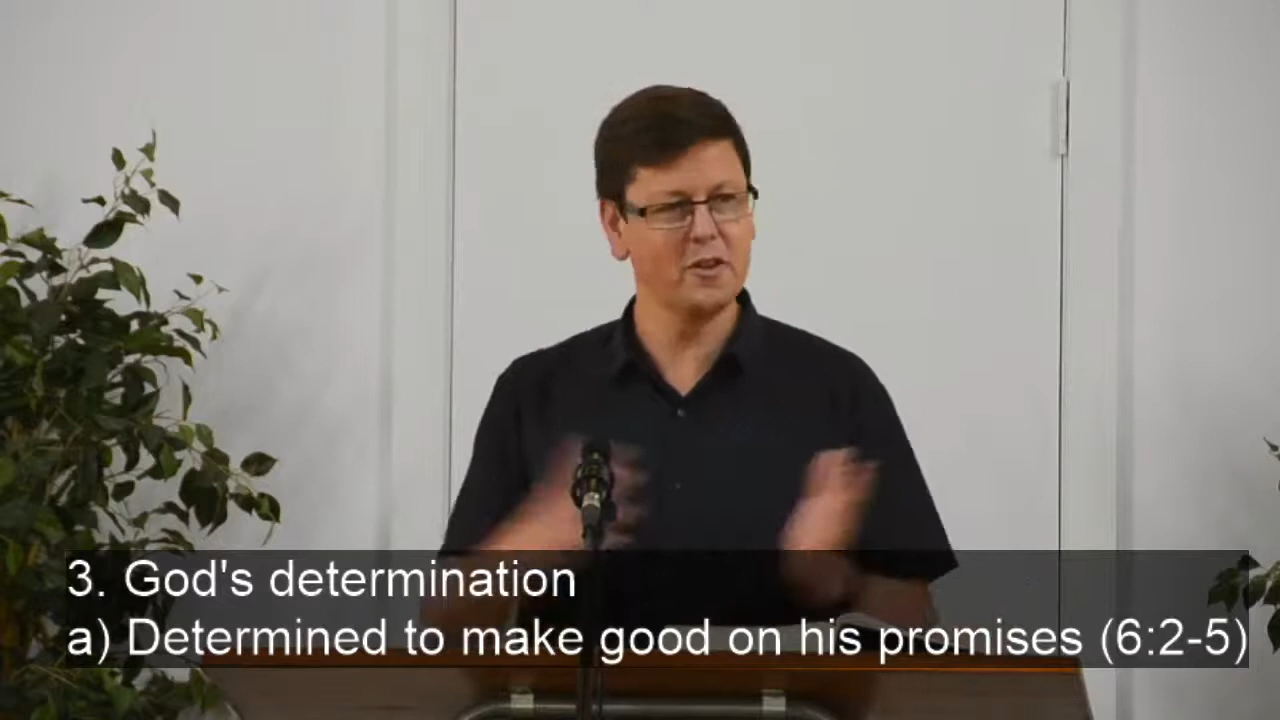 3. God's determination
a) Determined to make good on his promises (6:2-5)